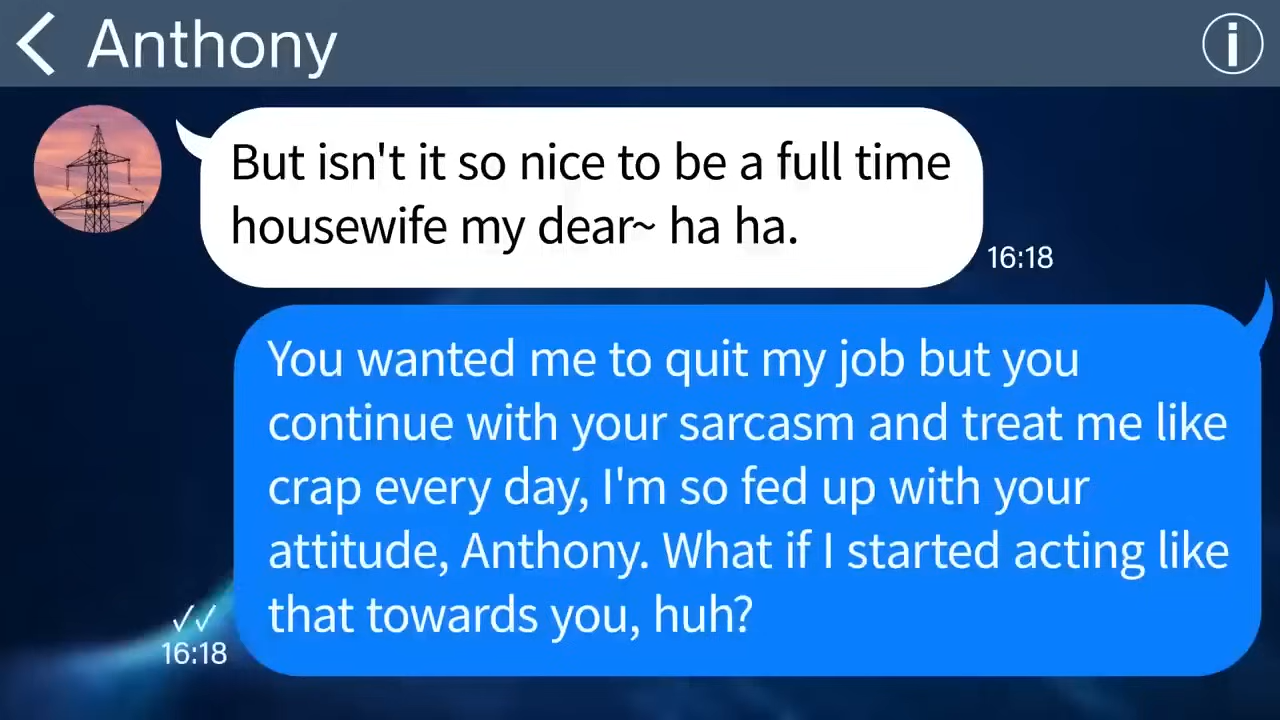 Anthony
But isn't it so nice to be a full time
housewife my dear~ ha ha.
16:18
You wanted me to quit my job but you
continue with your sarcasm and treat me like
crap every day, I'm so fed up with your
attitude, Anthony. What if I started acting like
that towards you, huh?
16:18